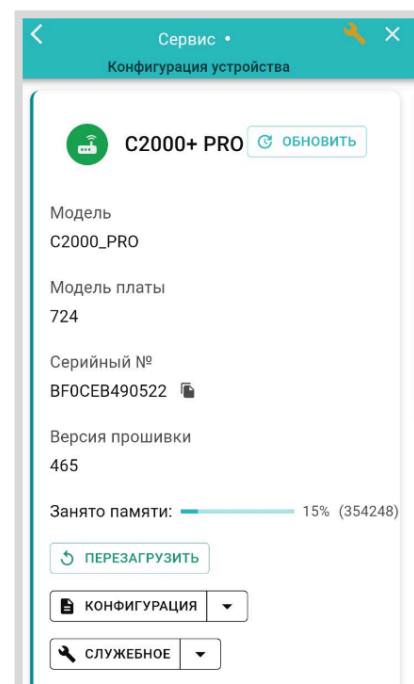 Сервис •
Конфигурация устройства
C2000+ PRO
ОБНОВИТЬ
Модель
C2000_PRO
Модель платы
724
Серийный №
BF0CEB490522
Версия прошивки
465
Занято памяти: 15% (354248)
ПЕРЕЗАГРУЗИТЬ
КОНФИГУРАЦИЯ
СЛУЖЕБНОЕ